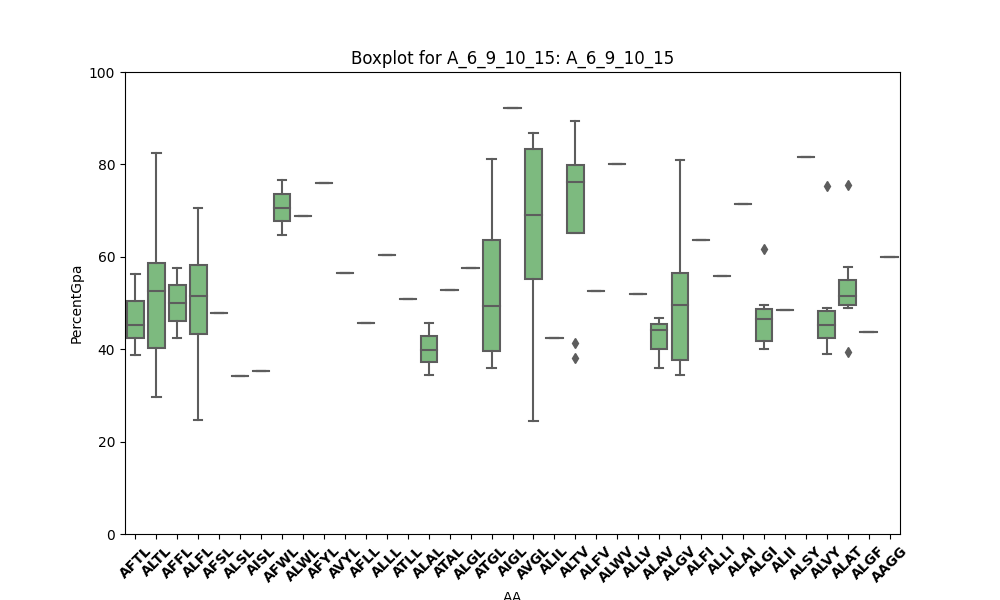 Boxplot for A_6_9_10_15: A_6_9_10_15
100
80
60
40
20
0
PercentGpa
AFTL ALTL AFFL ALFL AFSL ALSL AISL AFWL ALWL AFYL AVYL AFLL ALLL ATLL ALAL ATAL ALGL ATGL AIGL AVGL ALIL ALTV ALFV ALWV ALLV ALAV ALGV ALFI ALLI ALAI ALGI ALII ALSY ALVY ALAT ALGF AAGG
AA